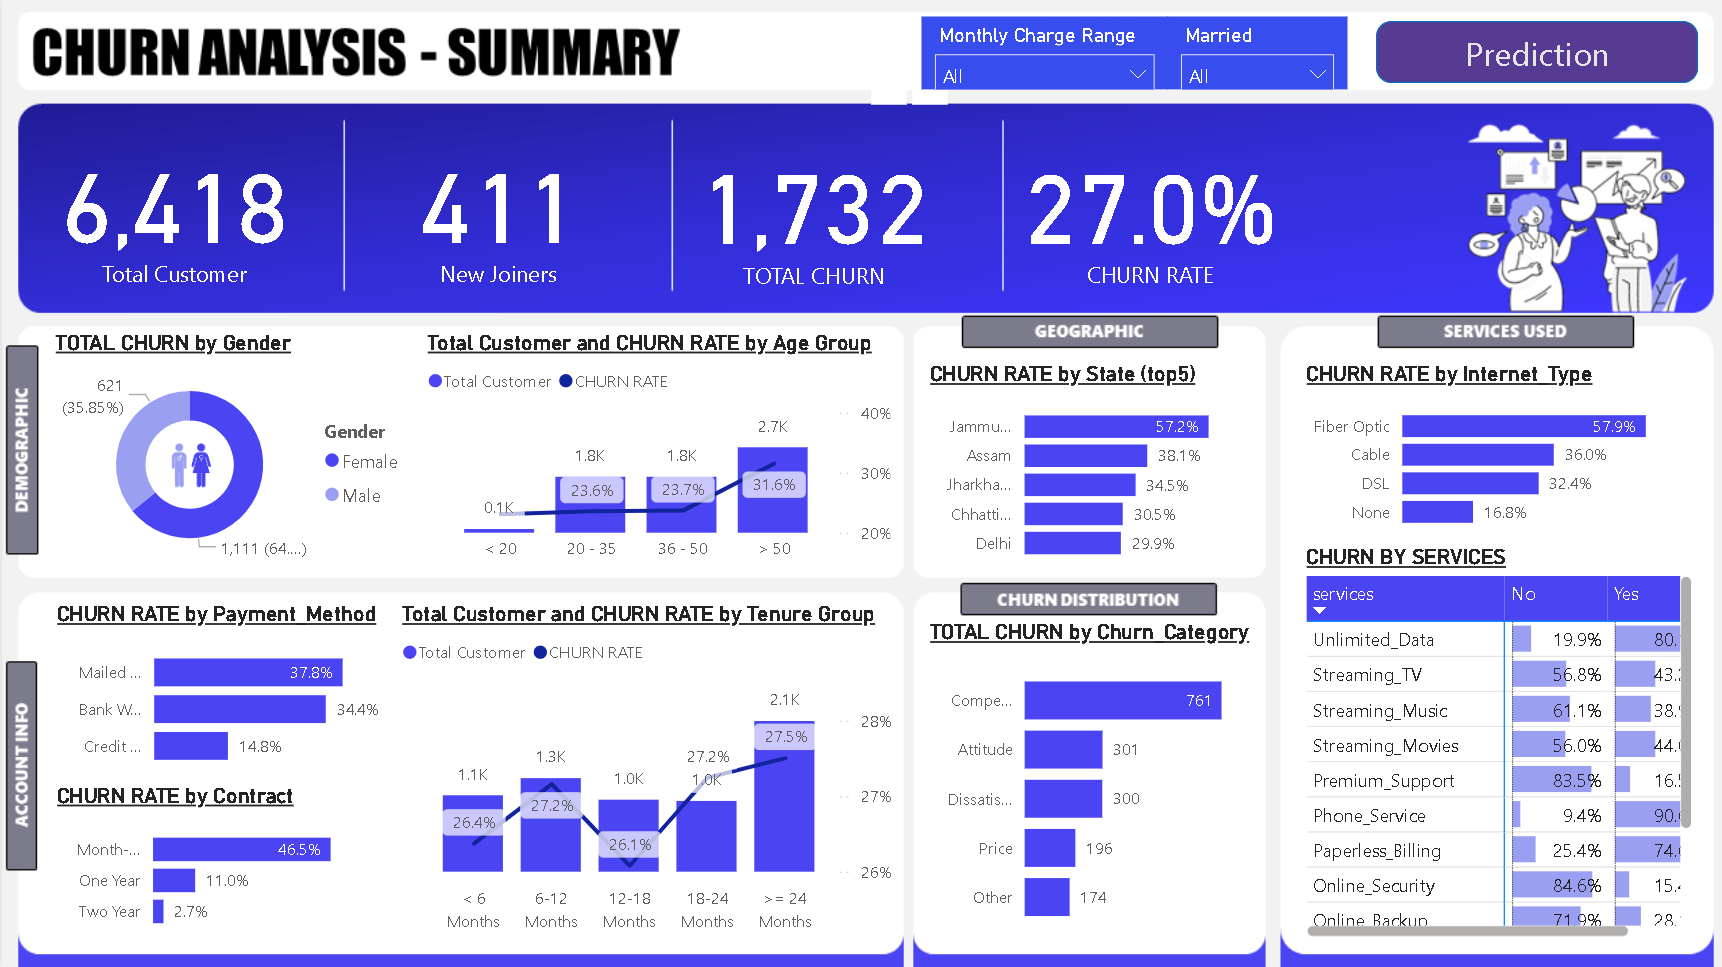 CHURN ANALYSIS - SUMMARY
Monthly Charge Range
All
Married
All
Prediction
6,418
Total Customer
411
New Joiners
1,732
TOTAL CHURN
27.0%
CHURN RATE
DEMOGRAPHIC
TOTAL CHURN by Gender
621
(35.85%)
1,111 (64....)
Gender
Female
Male
Total Customer and CHURN RATE by Age Group
Total Customer
CHURN RATE
40%
30%
20%
0.1K
1.8K
1.8K
2.7K
23.6%
23.7%
31.6%
< 20
20 - 35
36 - 50
> 50
GEOGRAPHIC
CHURN RATE by State (top5)
Jammu... 57.2%
Assam 38.1%
Jharkha... 34.5%
Chhatti... 30.5%
Delhi 29.9%
SERVICES USED
CHURN RATE by Internet_Type
Fiber Optic 57.9%
Cable 36.0%
DSL 32.4%
None 16.8%
CHURN BY SERVICES
services No Yes
Unlimited_Data 19.9% 80.
Streaming_TV 56.8% 43.
Streaming_Music 61.1% 38.
Streaming_Movies 56.0% 44.
Premium_Support 83.5% 16.
Phone_Service 9.4% 90.
Paperless_Billing 25.4% 74.
Online_Security 84.6% 15.
Online_Backup 71.9% 28.
ACCOUNT INFO
CHURN RATE by Payment_Method
Mailed ... 37.8%
Bank W... 34.4%
Credit ... 14.8%
CHURN RATE by Contract
Month-... 46.5%
One Year 11.0%
Two Year 2.7%
Total Customer and CHURN RATE by Tenure Group
Total Customer
CHURN RATE
28%
27%
26%
1.1K
1.3K
1.0K
1.0K
2.1K
26.4%
27.2%
26.1%
27.2%
27.5%
< 6 Months
6-12 Months
12-18 Months
18-24 Months
>= 24 Months
CHURN DISTRIBUTION
TOTAL CHURN by Churn_Category
Compe... 761
Attitude 301
Dissatis... 300
Price 196
Other 174